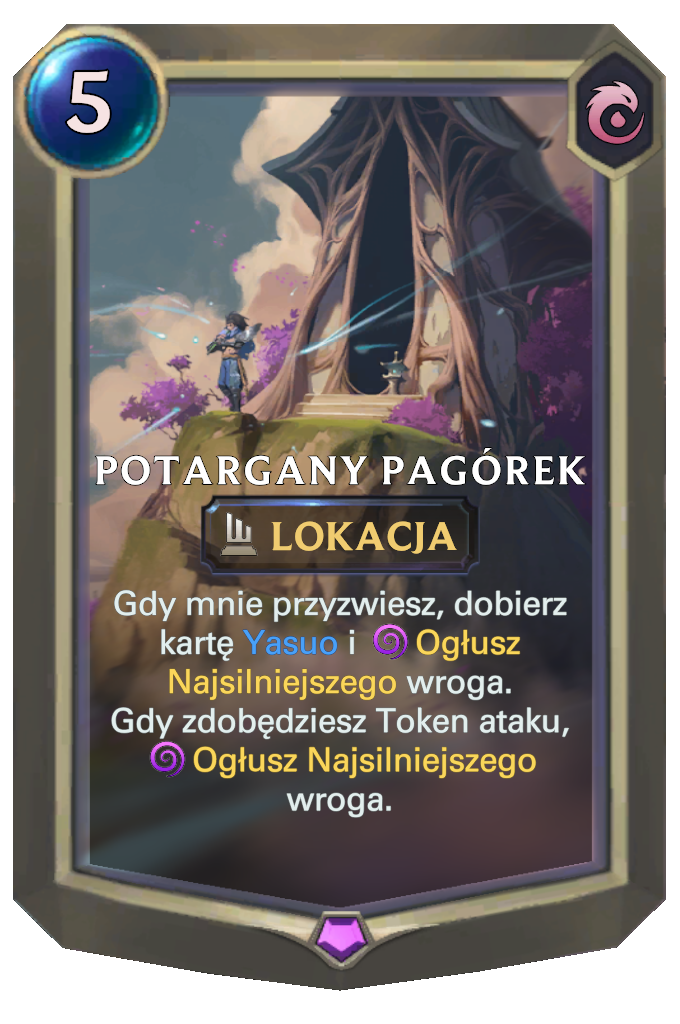 5
POTARGANY PAGÓREK
LOKACJA
Gdy mnie przyzwiesz, dobierz
kartę Yasuo i Ogłusz
Najsilniejszego wroga.
Gdy zdobędziesz Token ataku,
Ogłusz Najsilniejszego
wroga.